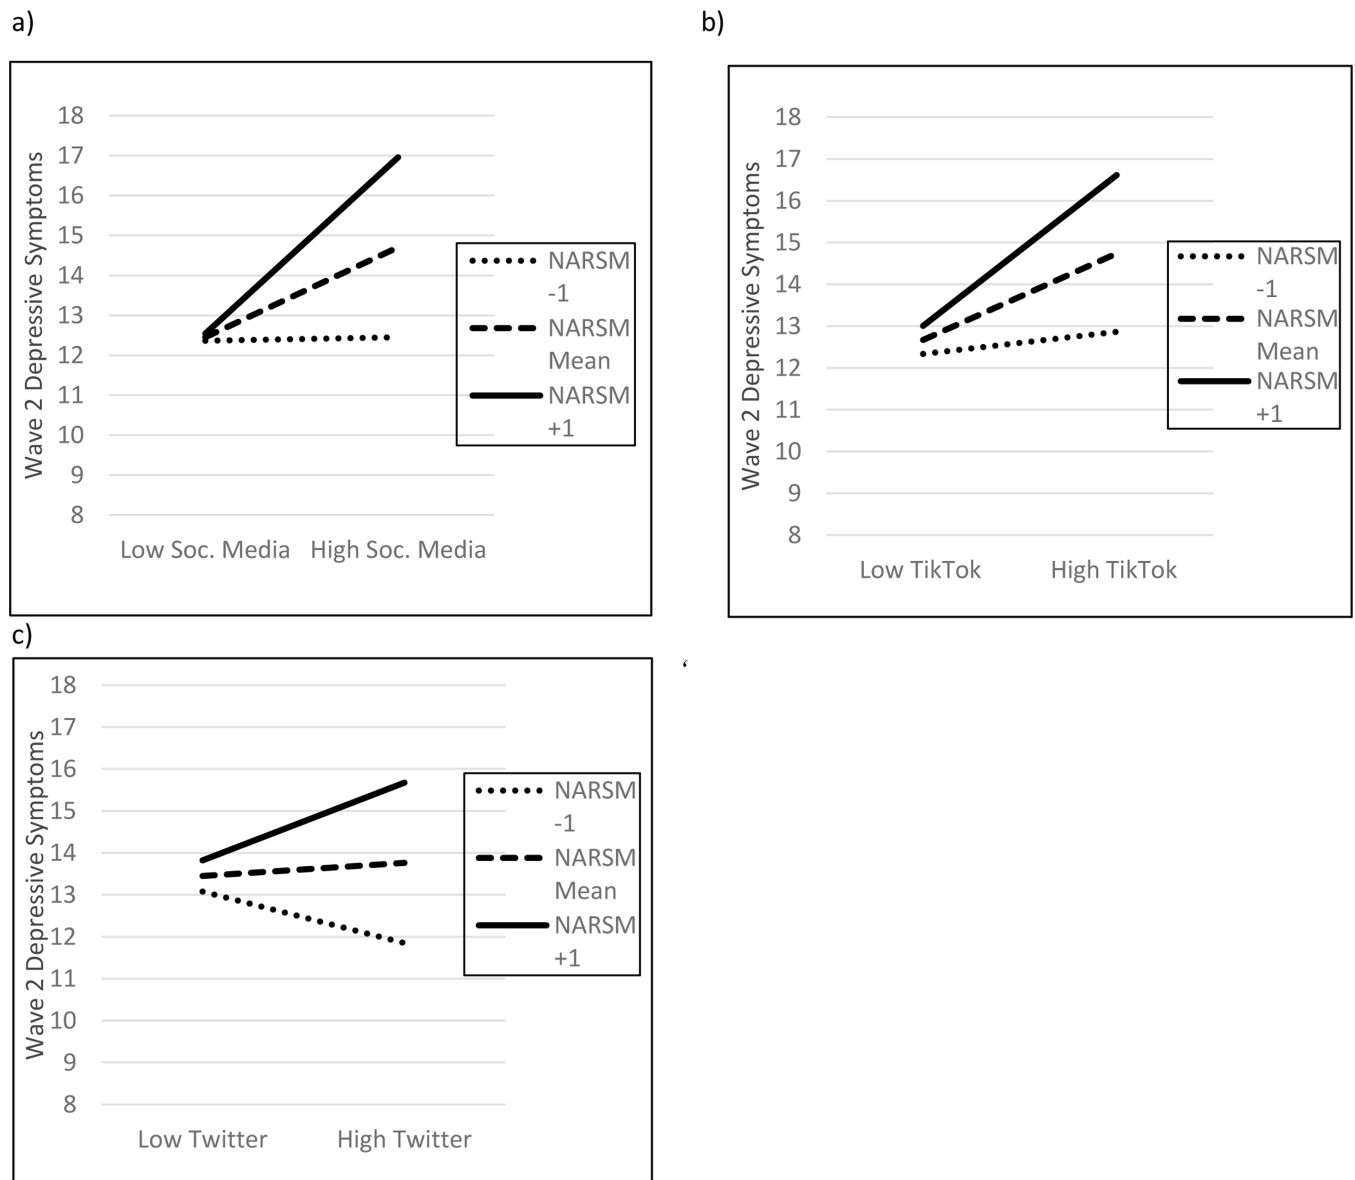 a)
18
17
16
15
14
13
12
11
10
9
8
Wave 2 Depressive Symptoms
NARSM
-1
NARSM
Mean
NARSM
+1
Low Soc. Media
High Soc. Media
b)
18
17
16
15
14
13
12
11
10
9
8
Wave 2 Depressive Symptoms
NARSM
-1
NARSM
Mean
NARSM
+1
Low TikTok
High TikTok
c)
‘
18
17
16
15
14
13
12
11
10
9
8
Wave 2 Depressive Symptoms
NARSM
-1
NARSM
Mean
NARSM
+1
Low Twitter
High Twitter